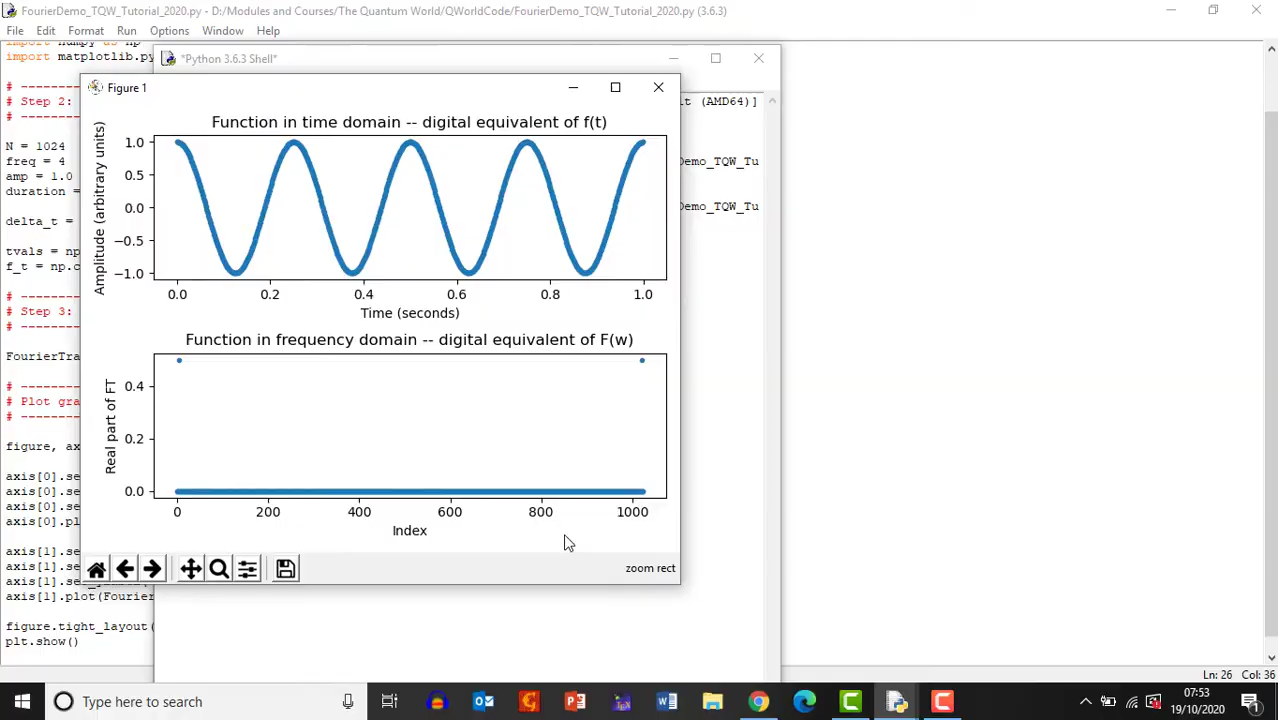 FourierDemo_TQW_Tutorial_2020.py - D:/Modules and Courses/The Quantum World/QWorldCode/FourierDemo_TQW_Tutorial_2020.py (3.6.3)
File Edit Format Run Options Window Help
import numpy as np
import matplotlib.py
*Python 3.6.3 Shell*
Figure 1
# Step 2:
it (AMD64)]
N = 1024
freq = 4
Demo_TQW_Tu
amp = 1.0
duration =
Demo_TQW_Tu
delta_t =
tvals = np
f_t = np.c
# Step 3:
FourierTra
# Plot gra
figure, ax
axis[0].se
axis[0].se
axis[0].se
axis[0].pl
axis[1].se
axis[1].se
axis[1].set_
axis[1].plot(Fourier
figure.tight_layout(
plt.show()
Function in time domain -- digital equivalent of f(t)
Amplitude (arbitrary units)
1.0
0.5
0.0
−0.5
−1.0
0.0 0.2 0.4 0.6 0.8 1.0
Time (seconds)
Function in frequency domain -- digital equivalent of F(w)
Real part of FT
0.4
0.2
0.0
0 200 400 600 800 1000
Index
zoom rect
Ln: 26 Col: 36
Type here to search
07:53
19/10/2020